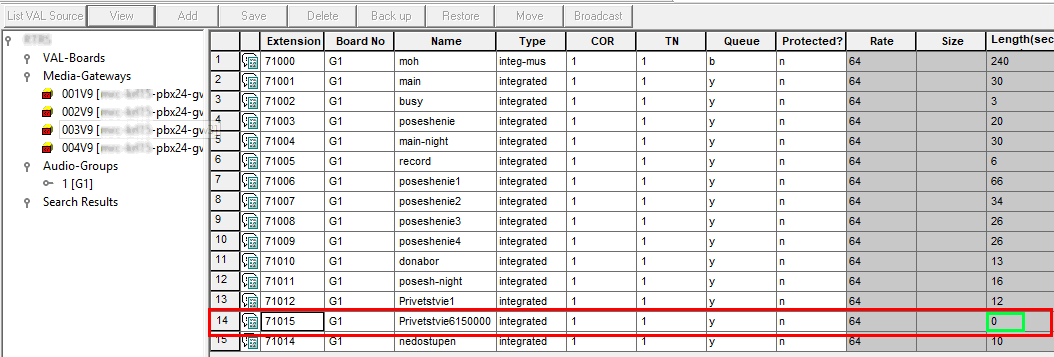 List VAL Source View Add Save Delete Back up Restore Move Broadcast
VAL-Boards
Media-Gateways
001V9 [ -pbx24-gv
002V9 [ -pbx24-gv
003V9 [ -pbx24-gv
004V9 [ -pbx24-gv
Audio-Groups
1 [G1]
Search Results
Extension Board No Name Type COR TN Queue Protected? Rate Size Length(sec
1 71000 G1 moh integ-mus 1 1 b n 64 240
2 71001 G1 main integrated 1 1 y n 64 30
3 71002 G1 busy integrated 1 1 y n 64 3
4 71003 G1 poseshenie integrated 1 1 y n 64 20
5 71004 G1 main-night integrated 1 1 y n 64 30
6 71005 G1 record integrated 1 1 y n 64 6
7 71006 G1 poseshenie1 integrated 1 1 y n 64 66
8 71007 G1 poseshenie2 integrated 1 1 y n 64 34
9 71008 G1 poseshenie3 integrated 1 1 y n 64 26
10 71009 G1 poseshenie4 integrated 1 1 y n 64 26
11 71010 G1 donabor integrated 1 1 y n 64 13
12 71011 G1 posesh-night integrated 1 1 y n 64 16
13 71012 G1 Privetstvie1 integrated 1 1 y n 64 12
14 71015 G1 Privetstvie6150000 integrated 1 1 y n 64 0
15 71014 G1 nedostupen integrated 1 1 y n 64 10